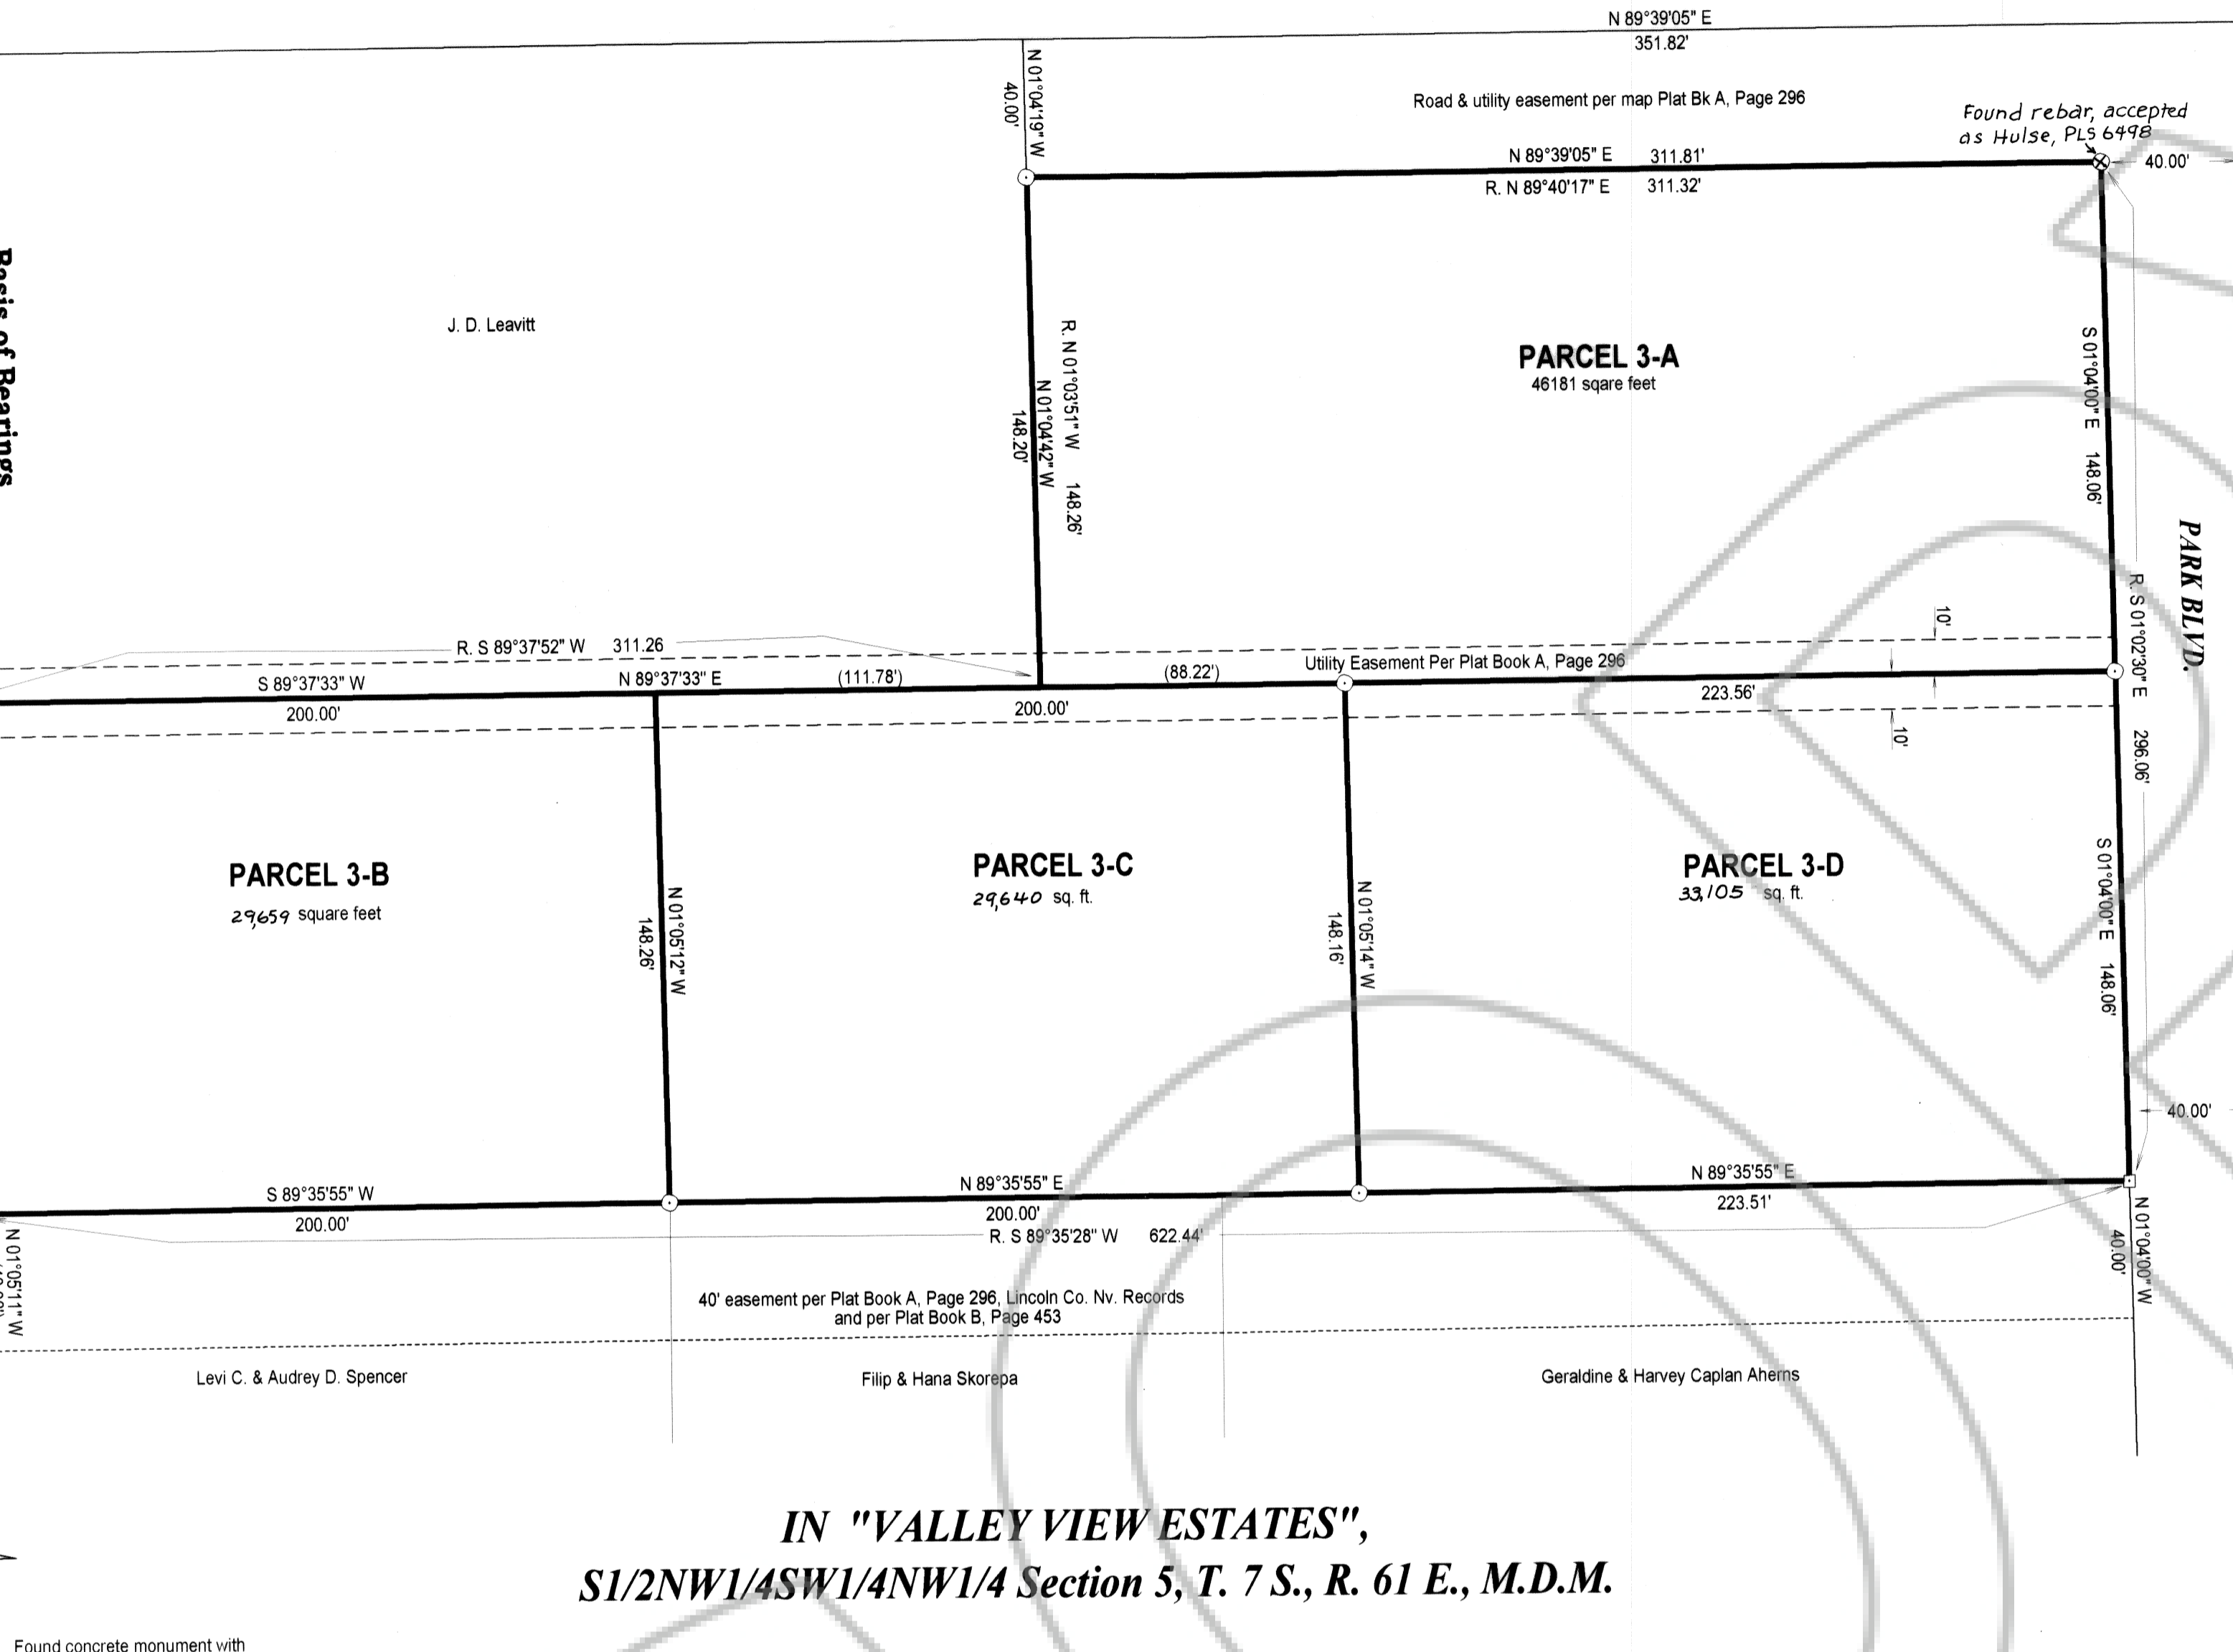 N 89°39'05" E
351.82'
N 01°04'19" W
40.00'
Road & utility easement per map Plat Bk A, Page 296
Found rebar, accepted
as Hulse, PLS 6498
40.00'
N 89°39'05" E 311.81'
R. N 89°40'17" E 311.32'
Basis of Bearings
J. D. Leavitt
R. N 01°03'51" W 148.26'
N 01°04'42" W
148.20'
PARCEL 3-A
46181 sqare feet
S 01°04'00" E 148.06'
PARK BLVD.
R. S 01°02'30" E 296.06'
10'
R. S 89°37'52" W 311.26
Utility Easement Per Plat Book A, Page 296
S 89°37'33" W
N 89°37'33" E
(111.78')
(88.22')
200.00'
200.00'
223.56'
10'
PARCEL 3-B
29,659 square feet
N 01°05'12" W
148.26'
PARCEL 3-C
29,640 sq. ft.
N 01°05'14" W
148.16'
PARCEL 3-D
33,105 sq. ft.
S 01°04'00" E 148.06'
40.00'
S 89°35'55" W
200.00'
N 89°35'55" E
200.00'
R. S 89°35'28" W 622.44'
N 89°35'55" E
223.51'
N 01°05'11" W
N 01°04'00" W
40.00'
40' easement per Plat Book A, Page 296, Lincoln Co. Nv. Records
and per Plat Book B, Page 453
Levi C. & Audrey D. Spencer
Filip & Hana Skorepa
Geraldine & Harvey Caplan Aherns
IN "VALLEY VIEW ESTATES",
S1/2NW1/4SW1/4NW1/4 Section 5, T. 7 S., R. 61 E., M.D.M.
Found concrete monument with